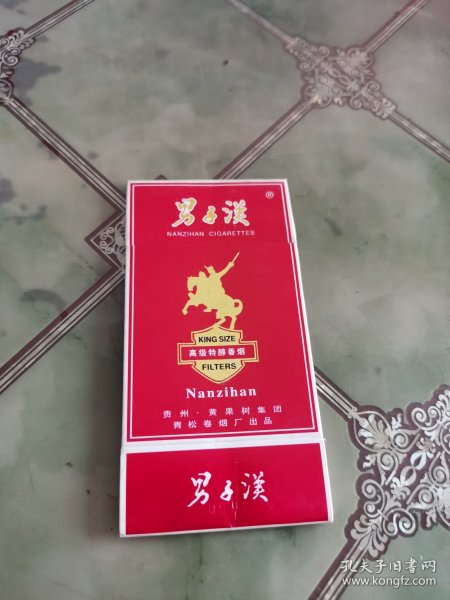 男子漢®
NANZIHAN CIGARETTES
KING SIZE
高级特醇香烟
FILTERS
Nanzihan
贵州·黄果树集团
青松卷烟厂出品
男子漢
孔夫子旧书网
www.kongfz.com